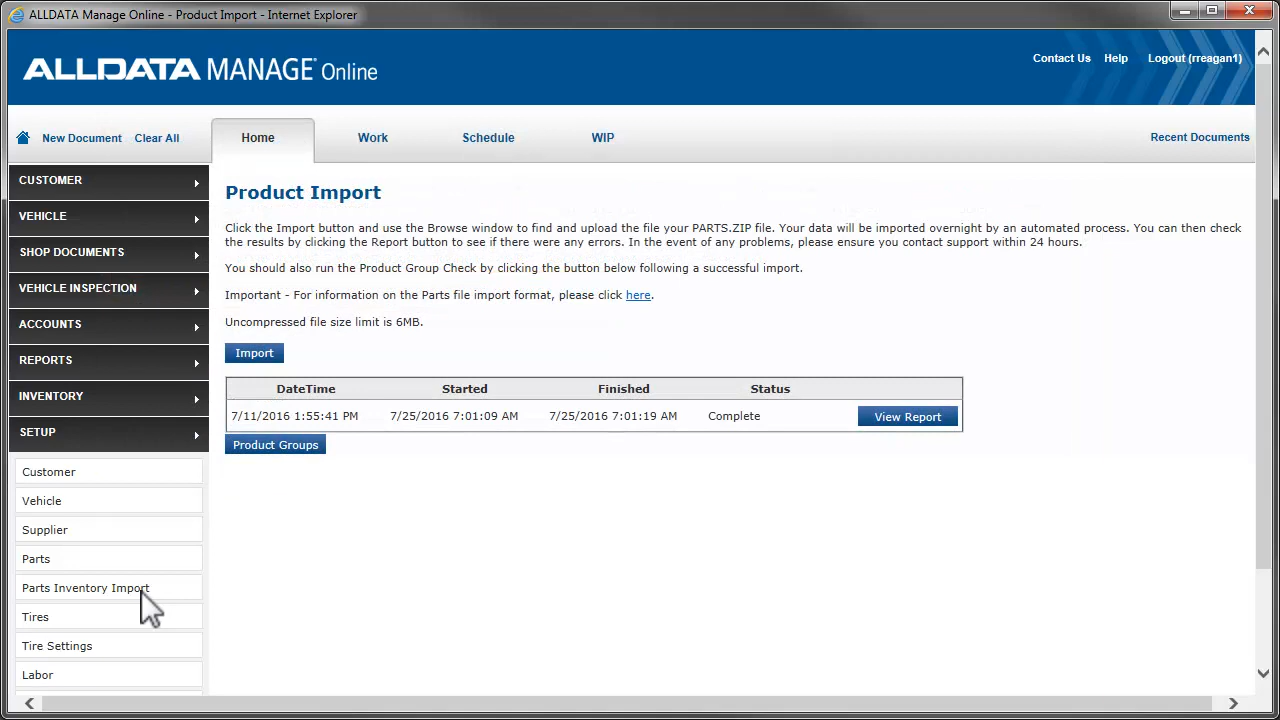 ALLDATA Manage Online - Product Import - Internet Explorer
ALLDATA MANAGE® Online
Contact Us Help Logout (rreagan1)
New Document Clear All Home Work Schedule WIP Recent Documents
CUSTOMER
VEHICLE
SHOP DOCUMENTS
VEHICLE INSPECTION
ACCOUNTS
REPORTS
INVENTORY
SETUP
Customer
Vehicle
Supplier
Parts
Parts Inventory Import
Tires
Tire Settings
Labor
Product Import
Click the Import button and use the Browse window to find and upload the file your PARTS.ZIP file. Your data will be imported overnight by an automated process. You can then check
the results by clicking the Report button to see if there were any errors. In the event of any problems, please ensure you contact support within 24 hours.
You should also run the Product Group Check by clicking the button below following a successful import.
Important - For information on the Parts file import format, please click here.
Uncompressed file size limit is 6MB.
Import
DateTime Started Finished Status
7/11/2016 1:55:41 PM 7/25/2016 7:01:09 AM 7/25/2016 7:01:19 AM Complete View Report
Product Groups